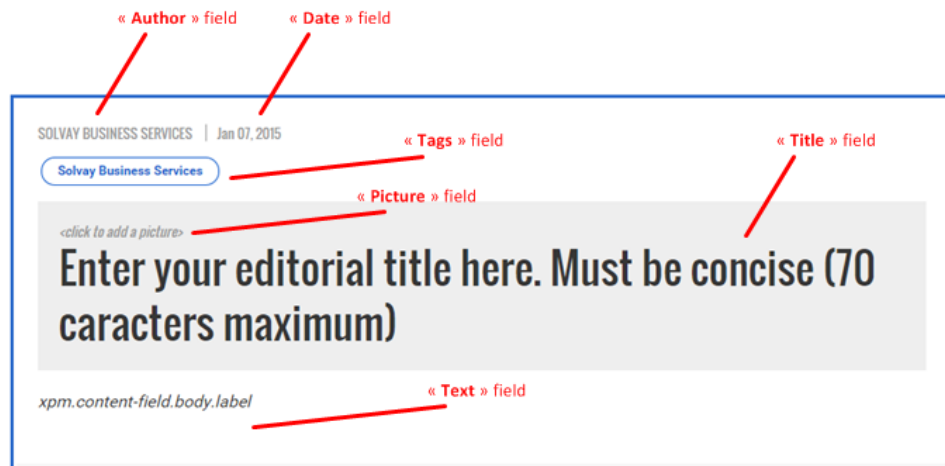 « Author » field
« Date » field
SOLVAY BUSINESS SERVICES | Jan 07, 2015
« Tags » field
« Title » field
Solvay Business Services
« Picture » field
<click to add a picture>
Enter your editorial title here. Must be concise (70
caracters maximum)
« Text » field
xpm.content-field.body.label